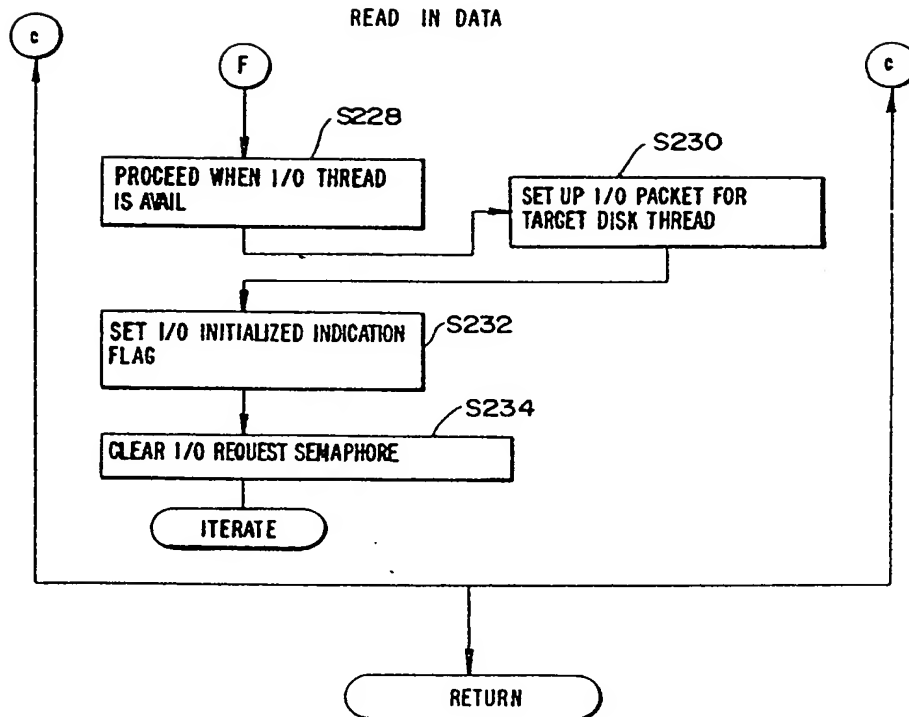 READ IN DATA
c
F
c
S228
S230
PROCEED WHEN I/O THREAD
IS AVAIL
SET UP I/O PACKET FOR
TARGET DISK THREAD
S232
SET I/O INITIALIZED INDICATION
FLAG
S234
CLEAR I/O REQUEST SEMAPHORE
ITERATE
RETURN